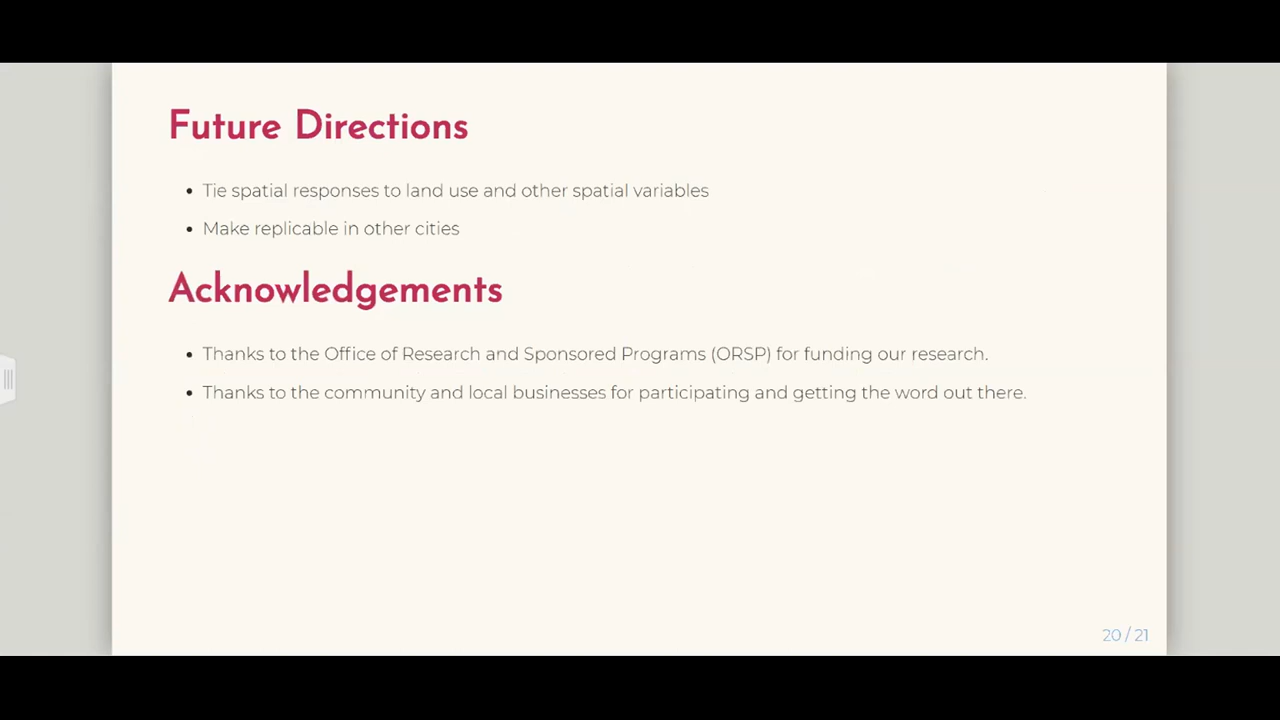 Future Directions
• Tie spatial responses to land use and other spatial variables
• Make replicable in other cities
Acknowledgements
• Thanks to the Office of Research and Sponsored Programs (ORSP) for funding our research.
• Thanks to the community and local businesses for participating and getting the word out there.
20 / 21